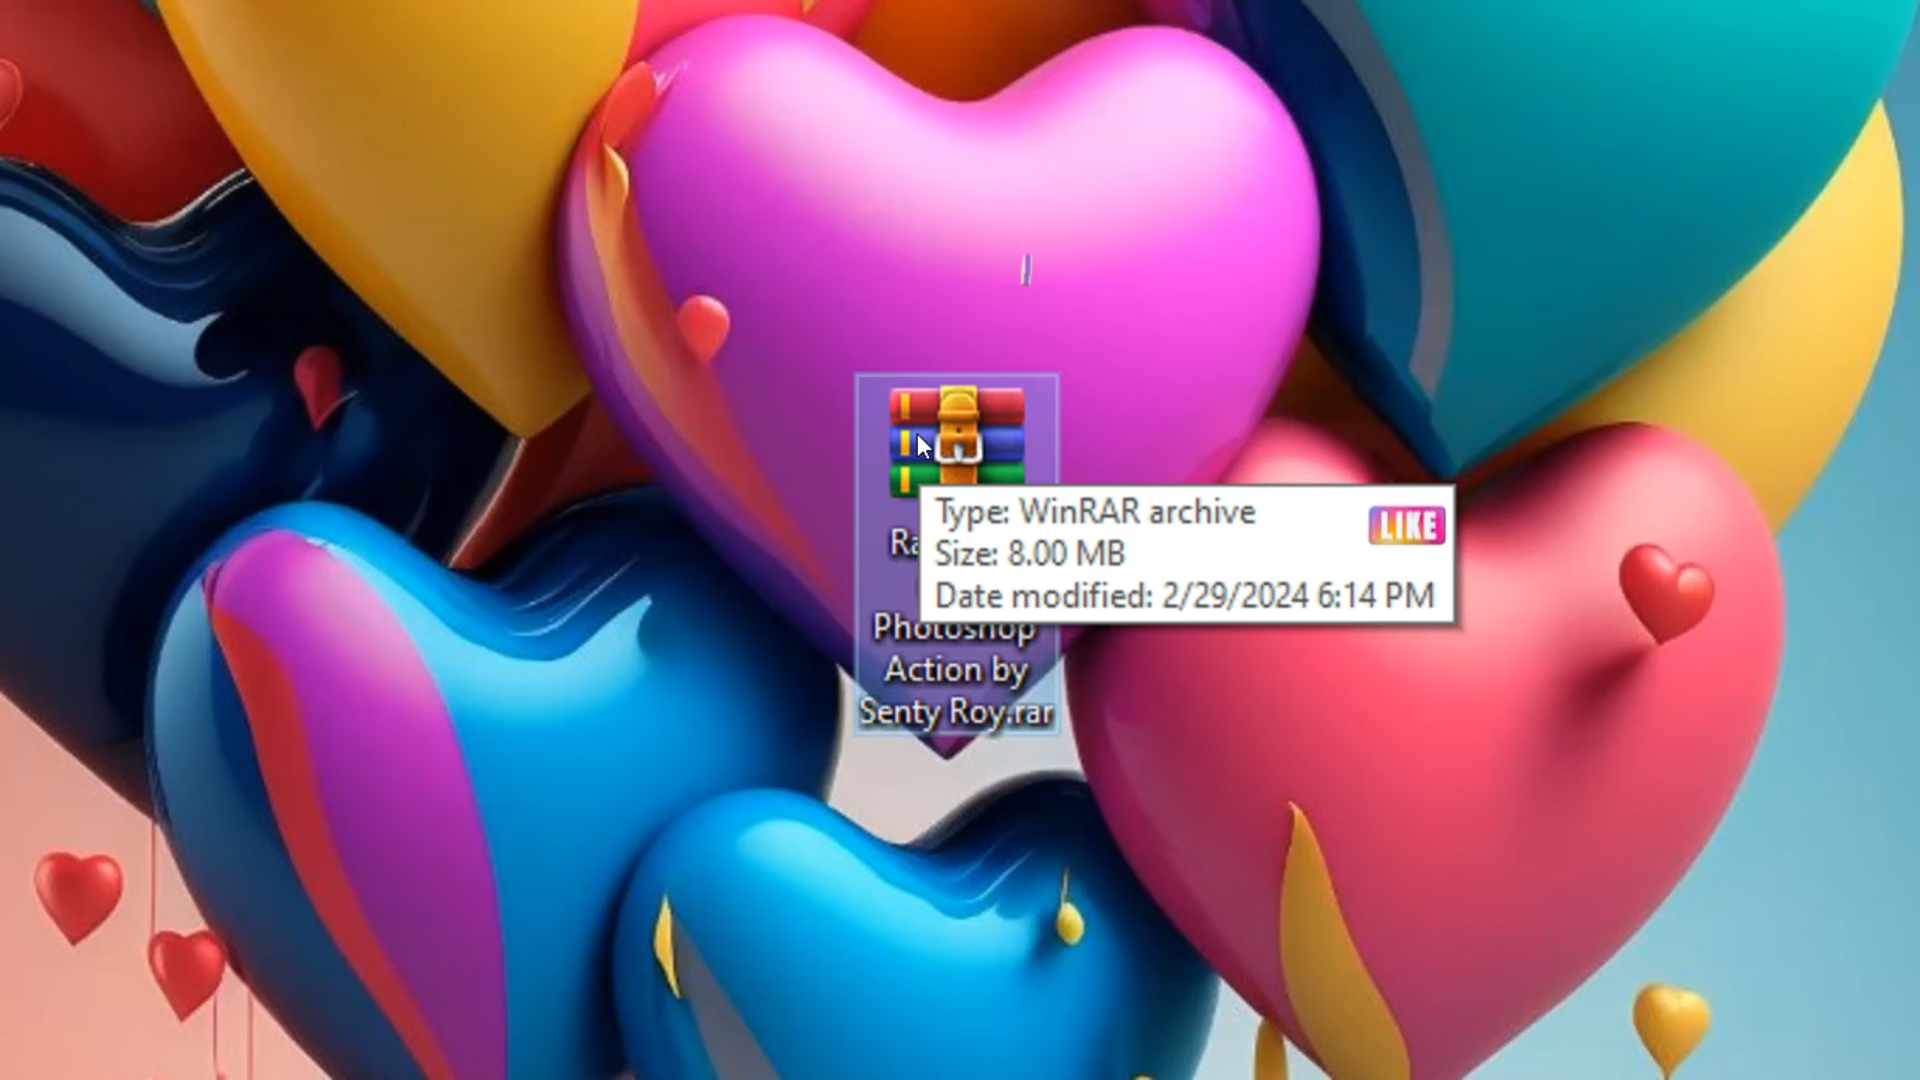 Type: WinRAR archive
LIKE
Size: 8.00 MB
Date modified: 2/29/2024 6:14 PM
Photoshop
Action by
Senty Roy.rar